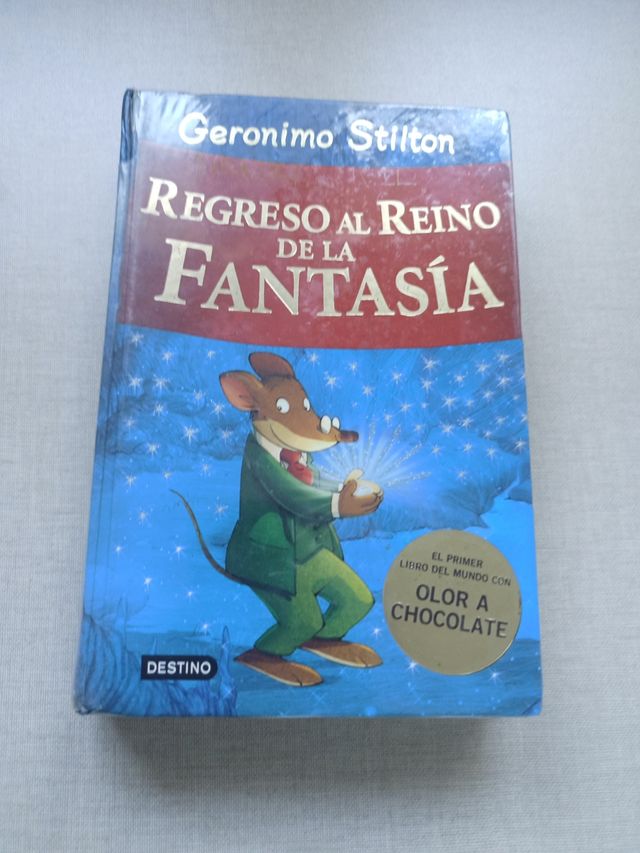 Geronimo Stilton
REGRESO AL REINO
DE LA
FANTASÍA
EL PRIMER
LIBRO DEL MUNDO CON
OLOR A
CHOCOLATE
DESTINO